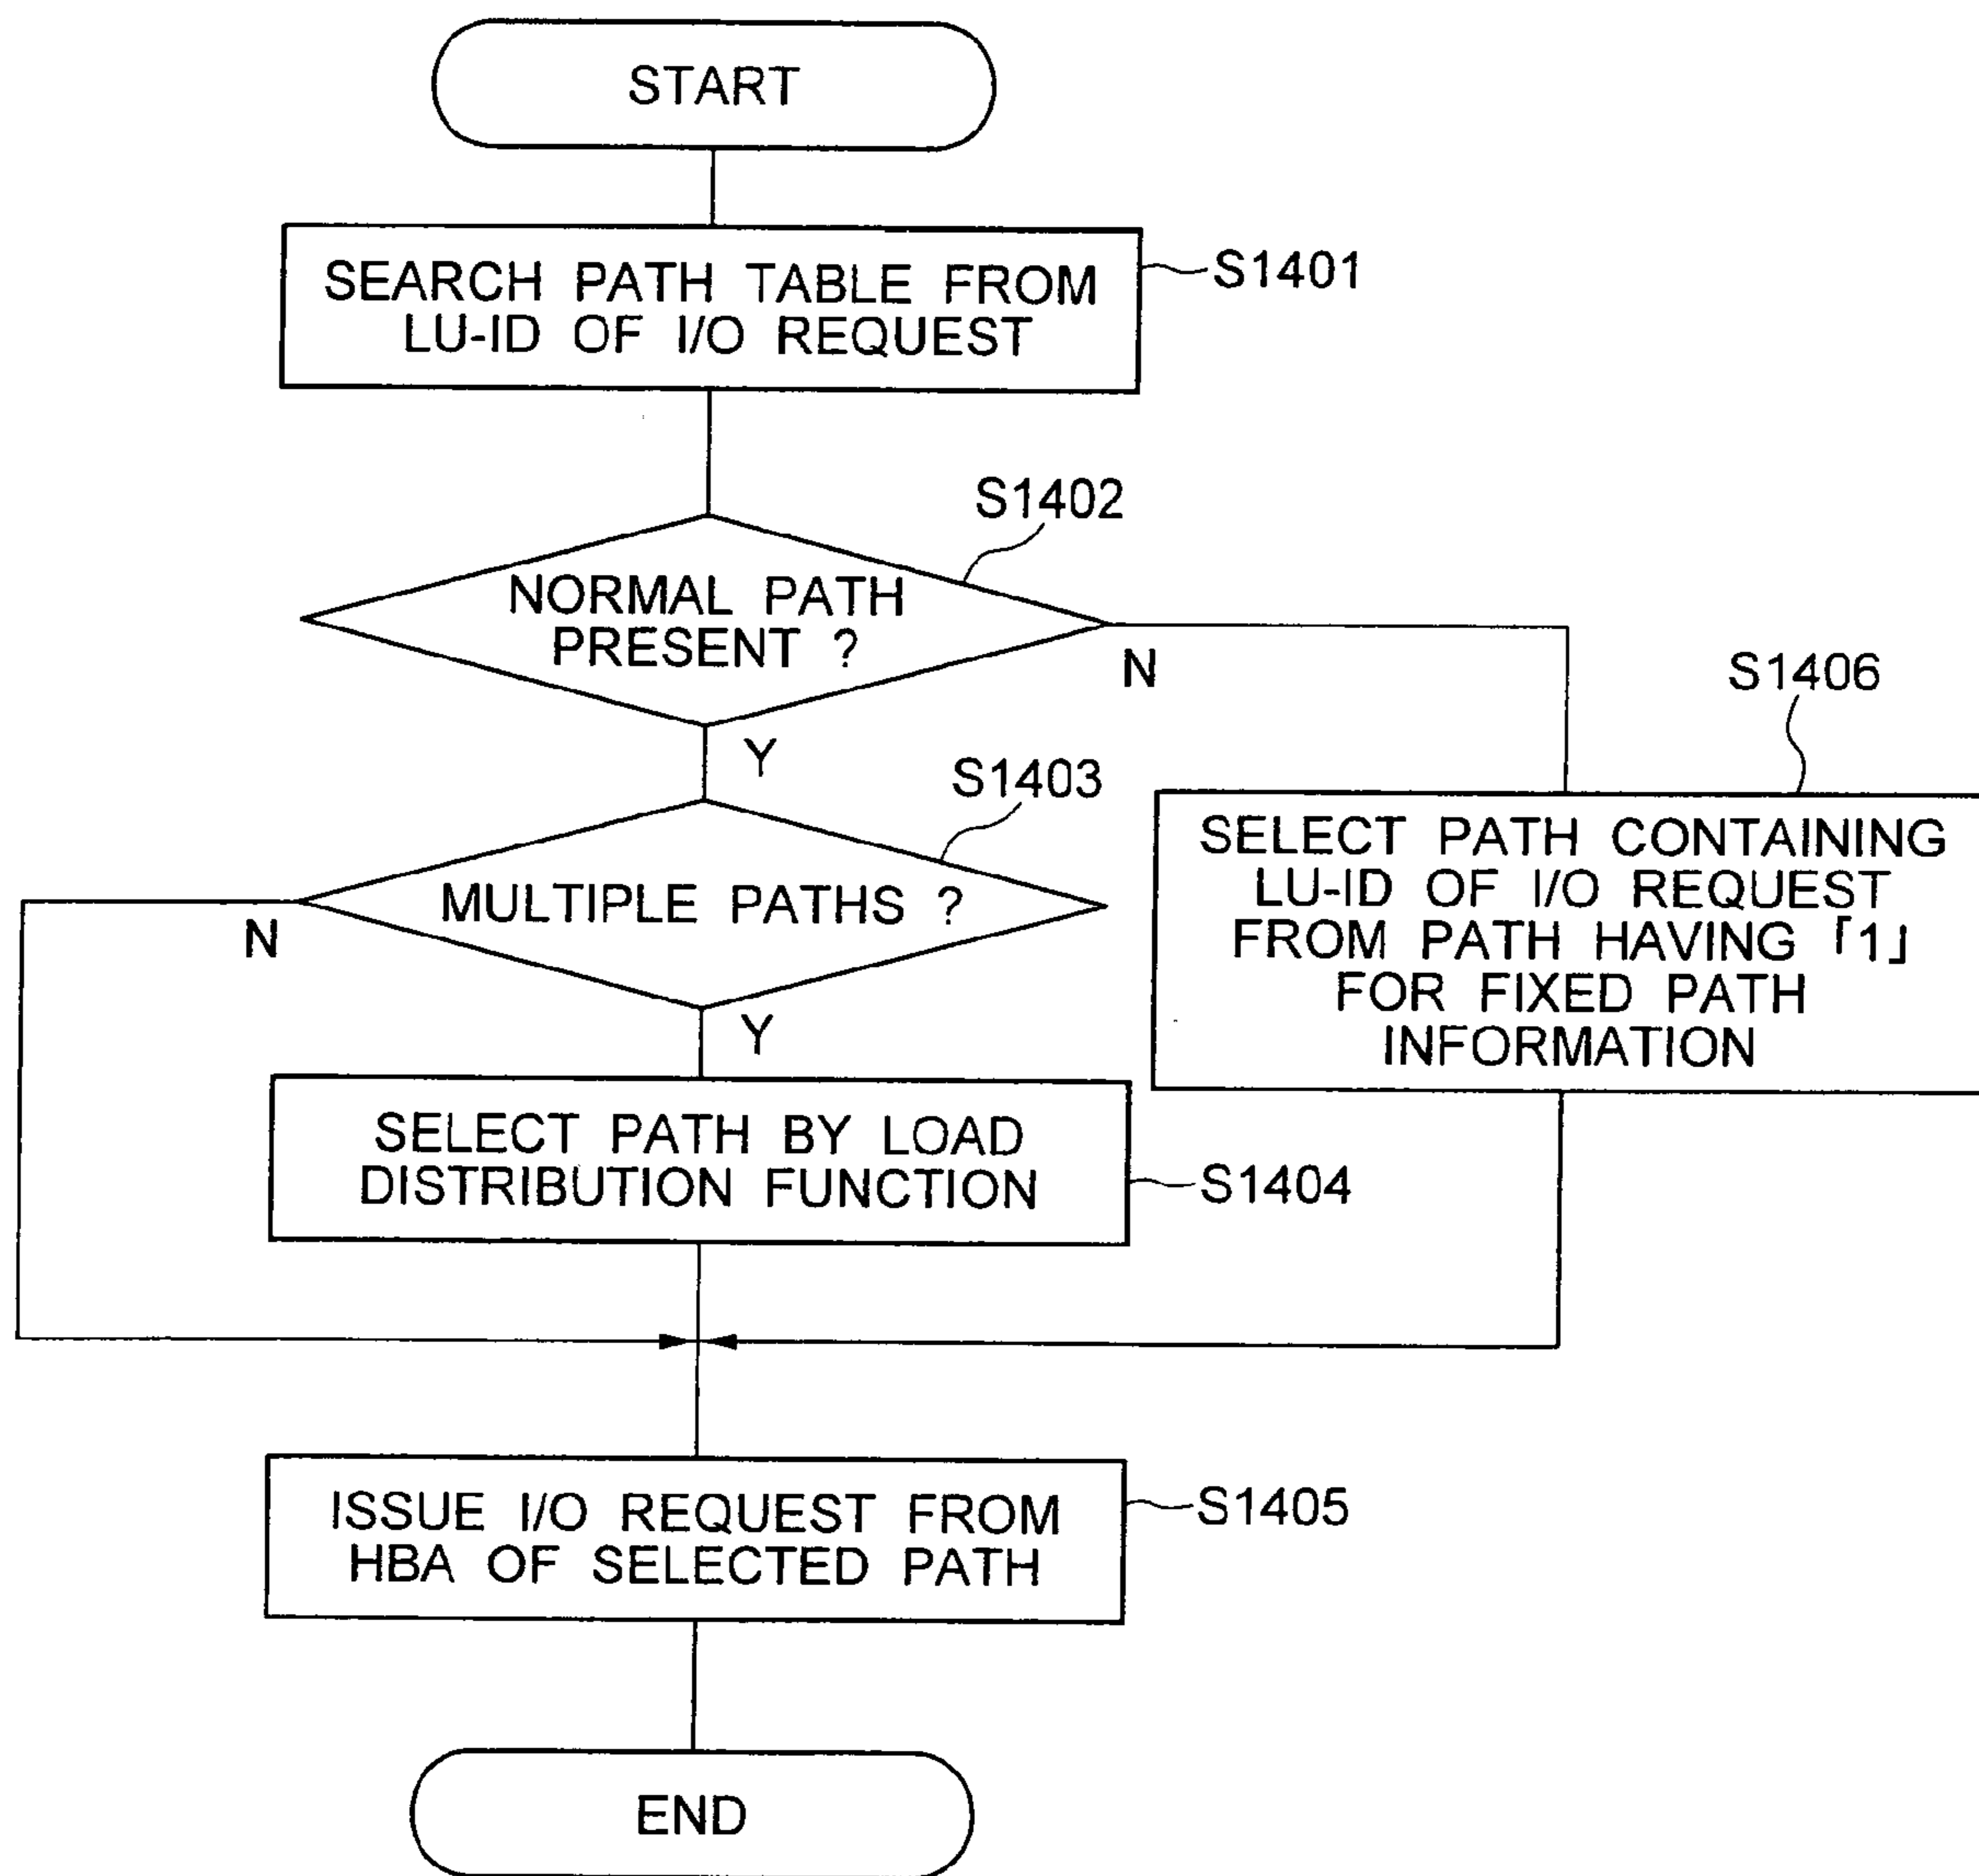 START
SEARCH PATH TABLE FROM
LU-ID OF I/O REQUEST
S1401
S1402
NORMAL PATH
PRESENT ?
N
Y
S1406
S1403
MULTIPLE PATHS ?
N
Y
SELECT PATH CONTAINING
LU-ID OF I/O REQUEST
FROM PATH HAVING「1」
FOR FIXED PATH
INFORMATION
SELECT PATH BY LOAD
DISTRIBUTION FUNCTION
S1404
ISSUE I/O REQUEST FROM
HBA OF SELECTED PATH
S1405
END